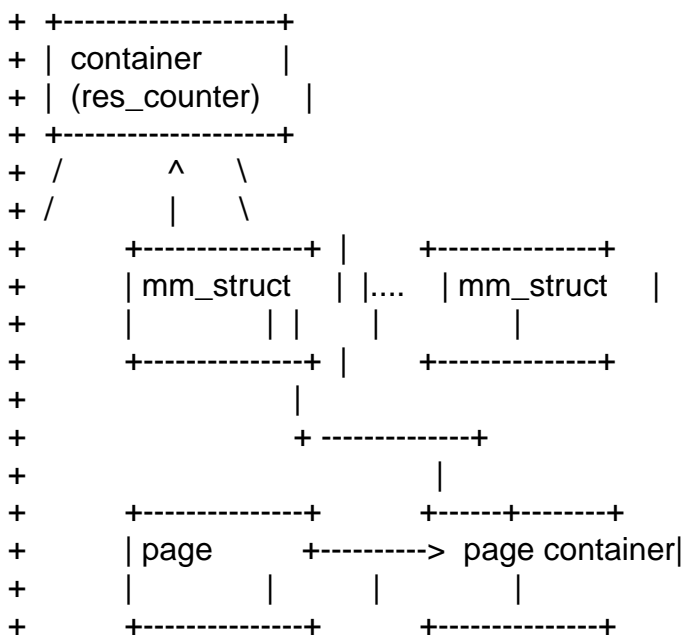 + +--------------------+
+ | container |
+ | (res_counter) |
+ +--------------------+
+ / ^ \
+ / | \
+ +---------------+ | +---------------+
+ | mm_struct | |.... | mm_struct |
+ | | | | |
+ +---------------+ | +---------------+
+ |
+ + --------------+
+ |
+ +---------------+ +------+--------+
+ | page +----------> page container|
+ | | | |
+ +---------------+ +---------------+